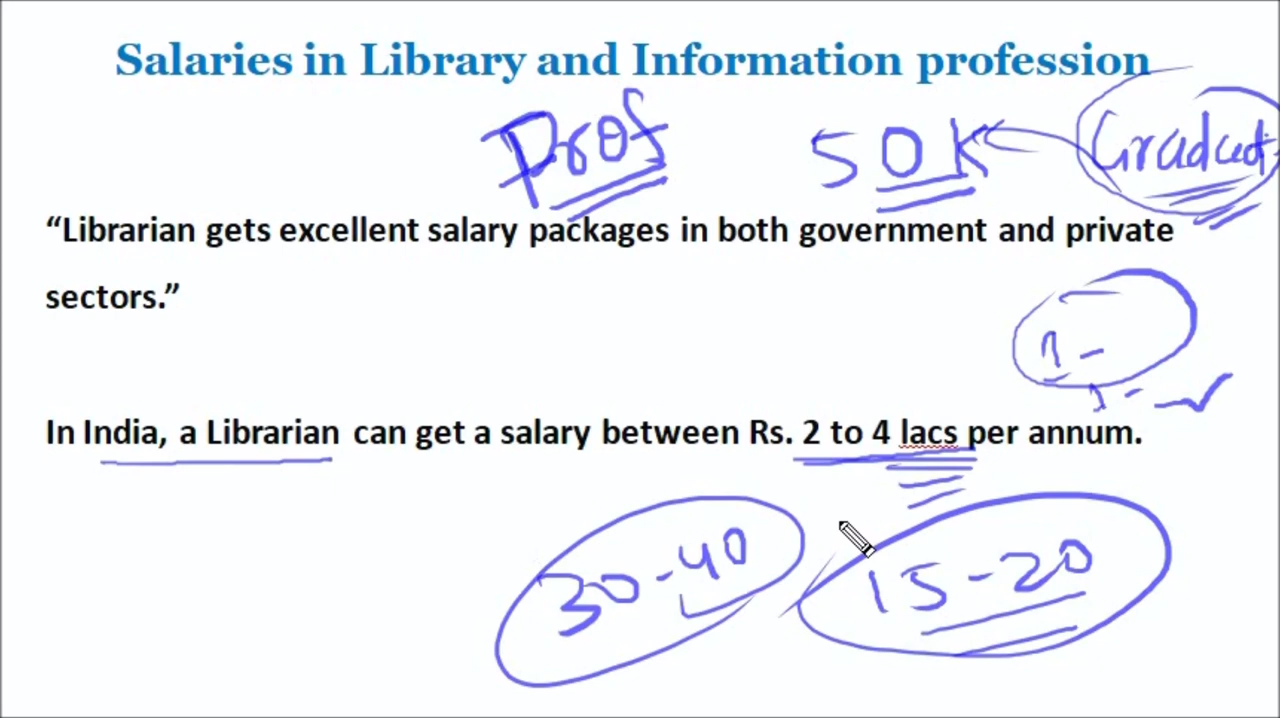 Salaries in Library and Information profession
Prof 50K
“Librarian gets excellent salary packages in both government and private
sectors.”
In India, a Librarian can get a salary between Rs. 2 to 4 lacs per annum.
30-40 15-20